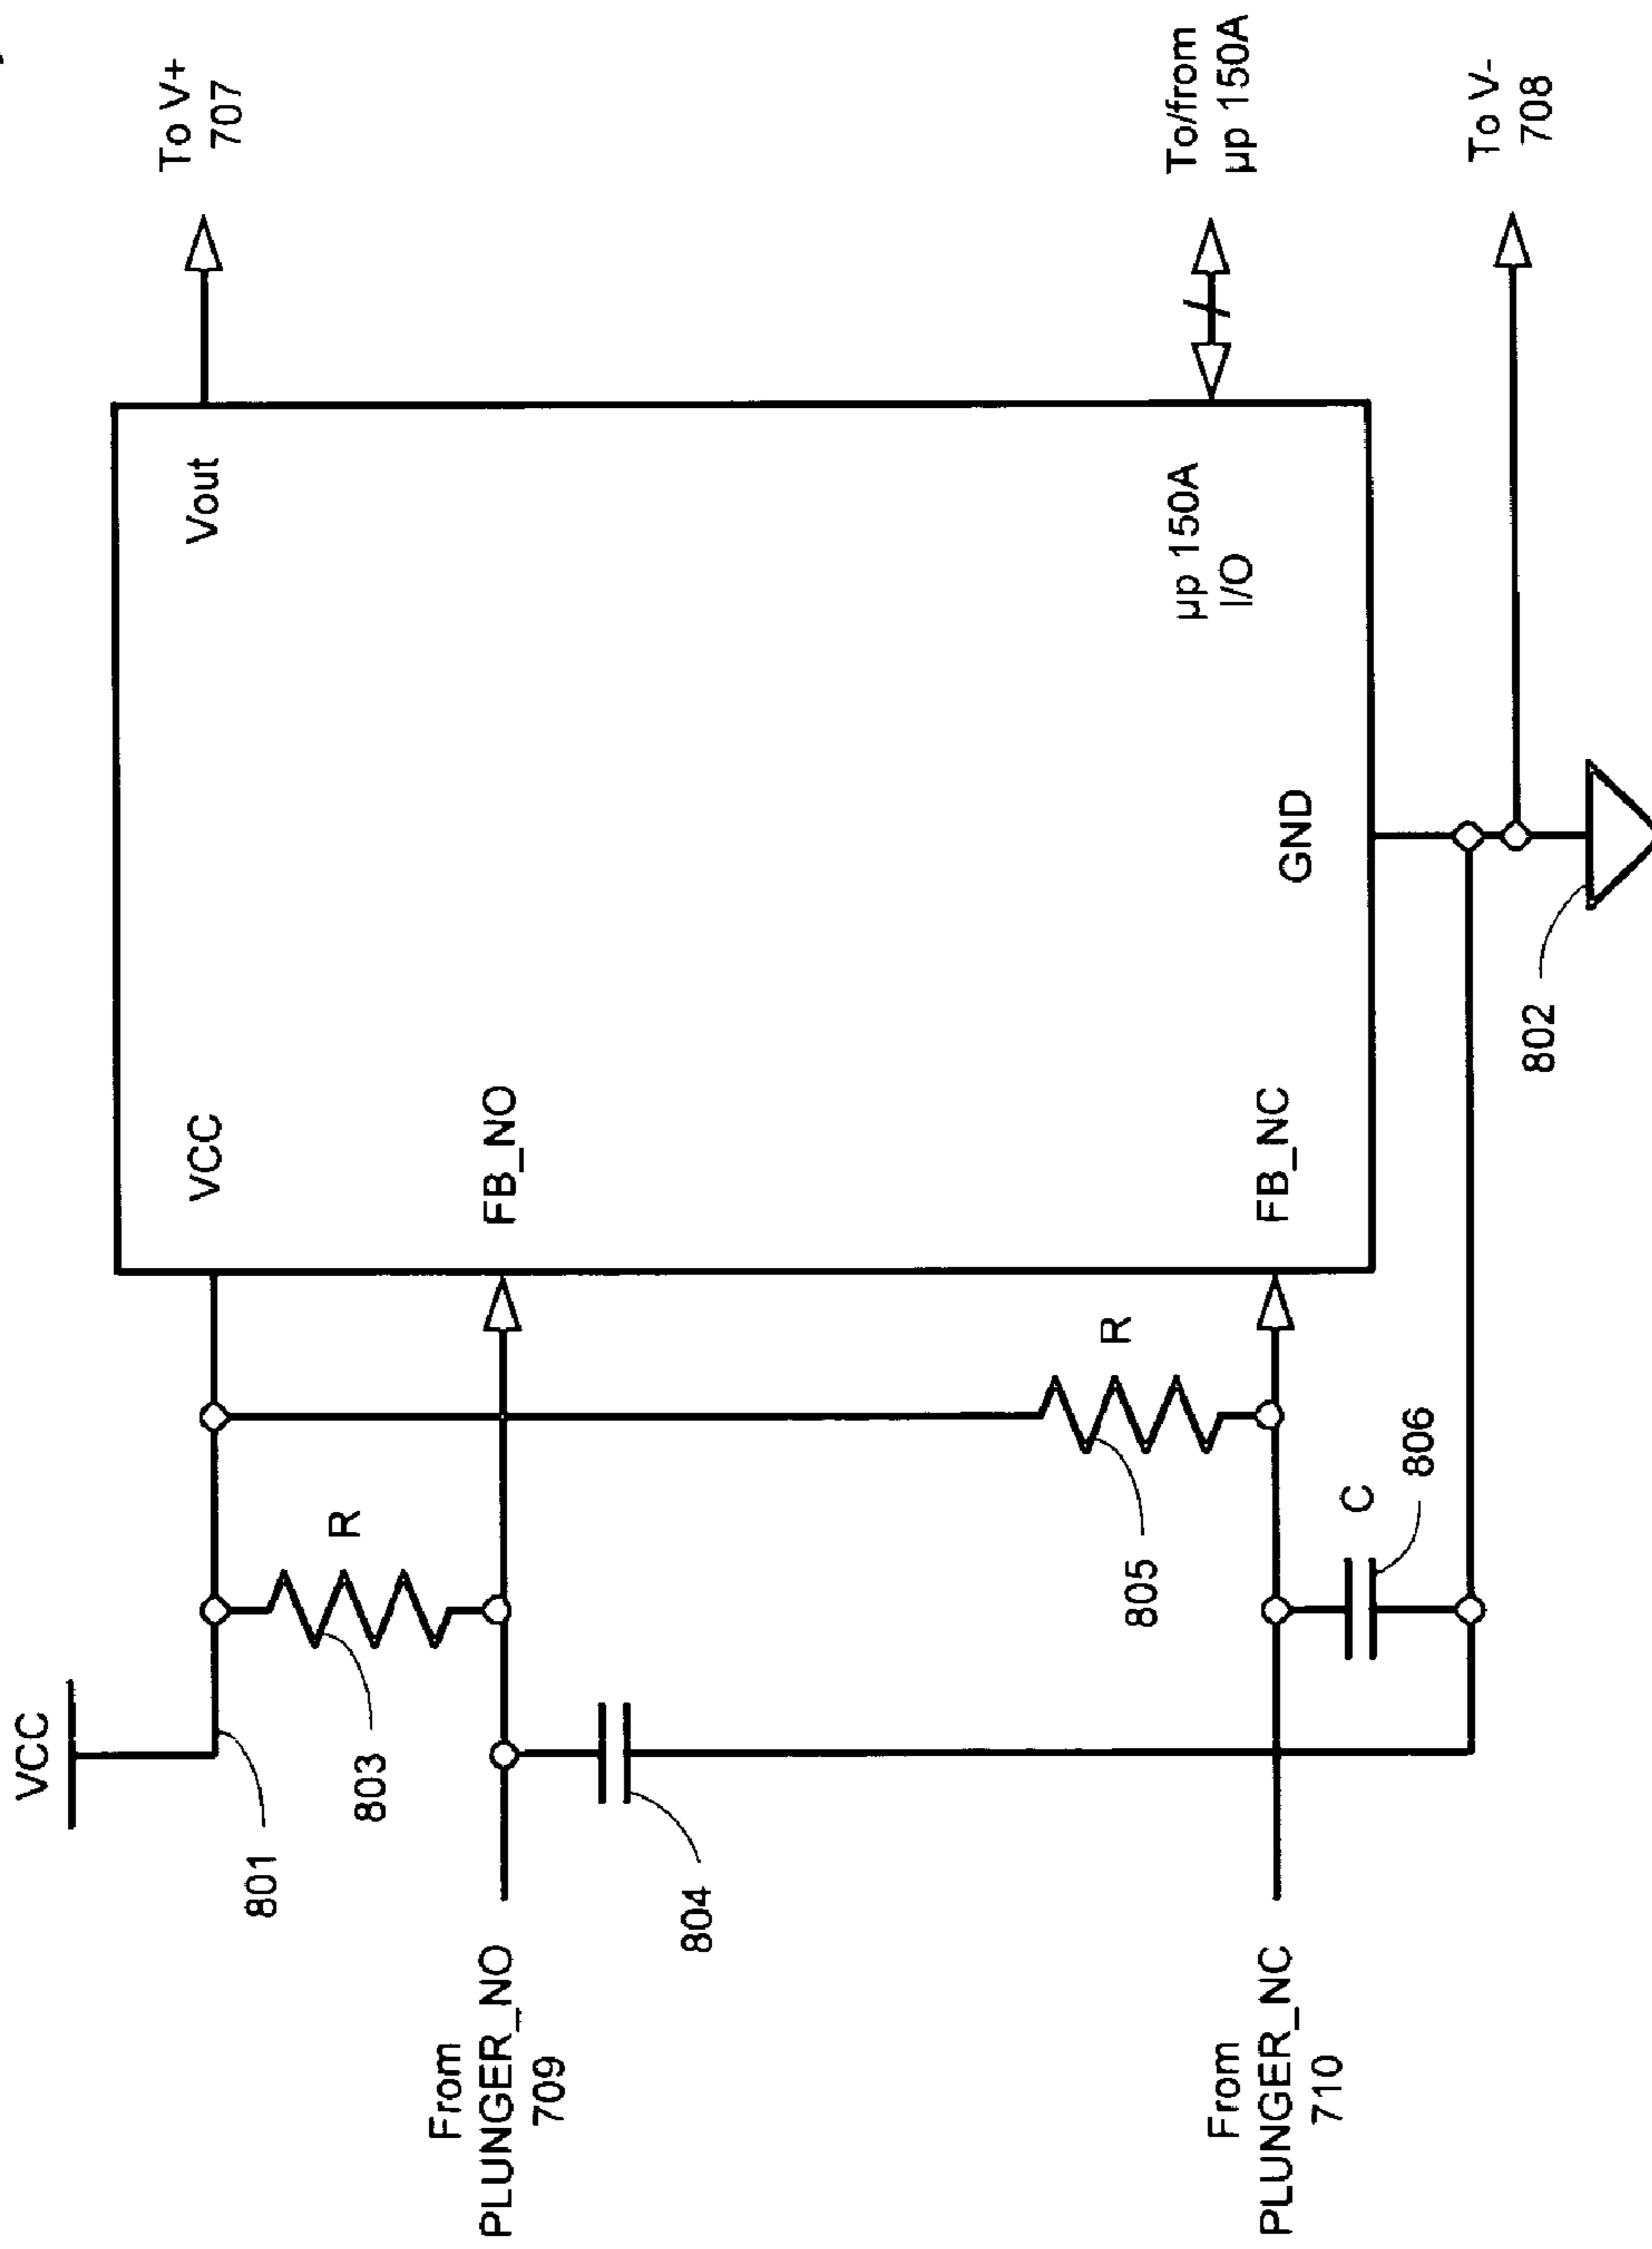 VCC
801
803
R
From
PLUNGER_NO
709
804
From
PLUNGER_NC
710
805
R
C
806
VCC
FB_NO
FB_NC
GND
802
Vout
µp 150A
I/O
To V+
707
To/from
µp 150A
To V-
708